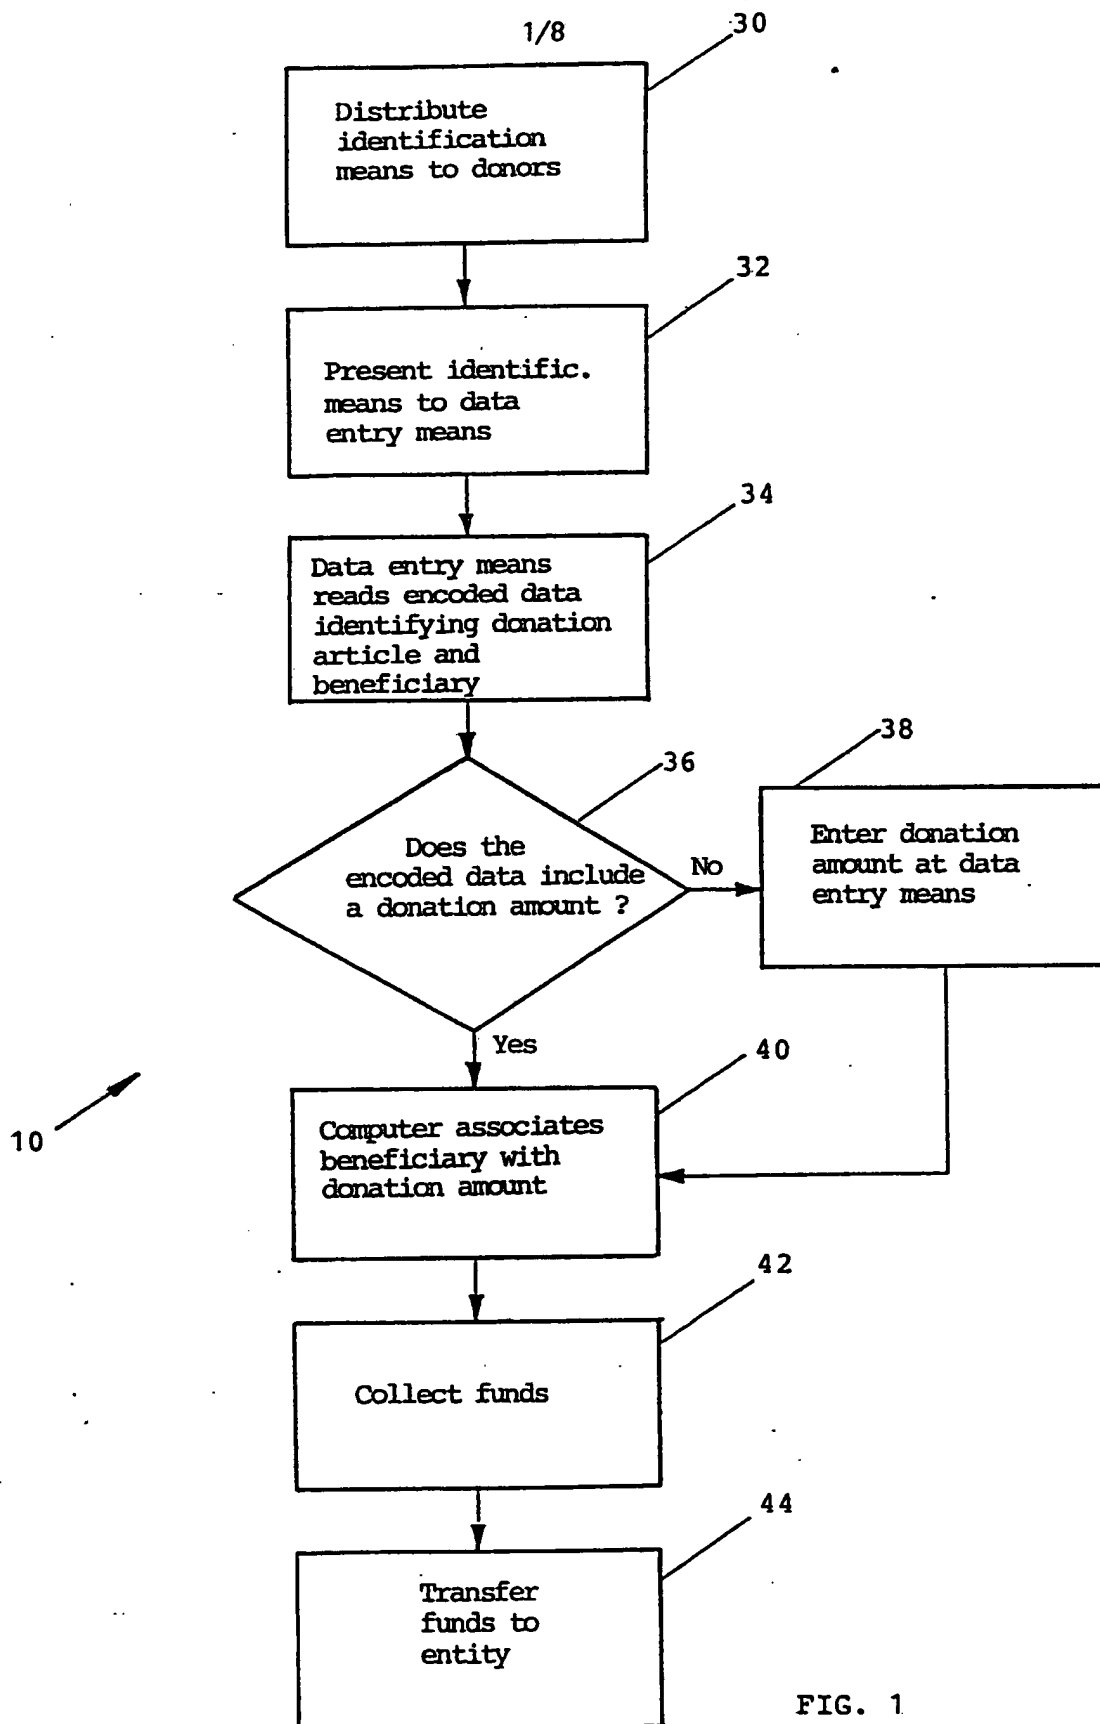 1/8
30
Distribute
identification
means to donors
32
Present identific.
means to data
entry means
34
Data entry means
reads encoded data
identifying donation
article and
beneficiary
36
Does the
encoded data include
a donation amount ?
No
38
Enter donation
amount at data
entry means
Yes
40
Computer associates
beneficiary with
donation amount
10
42
Collect funds
44
Transfer
funds to
entity
FIG. 1